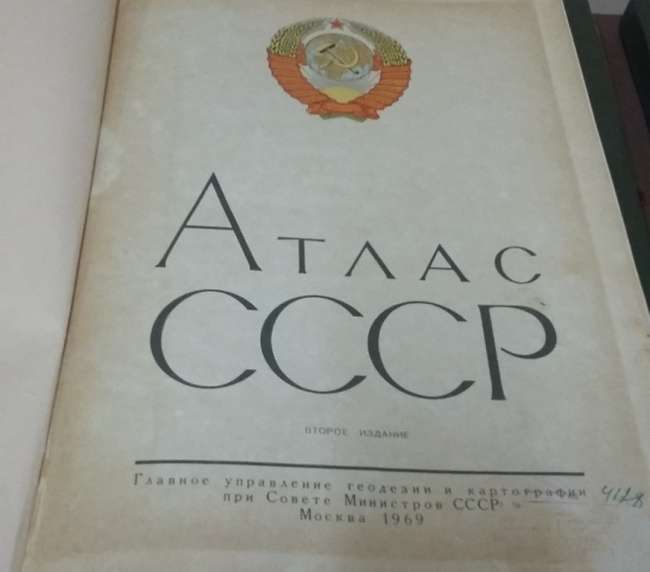 Атлас
СССР
ВТОРОЕ ИЗДАНИЕ
Главное управление геодезии и картографии
при Совете Министров СССР
Москва 1969